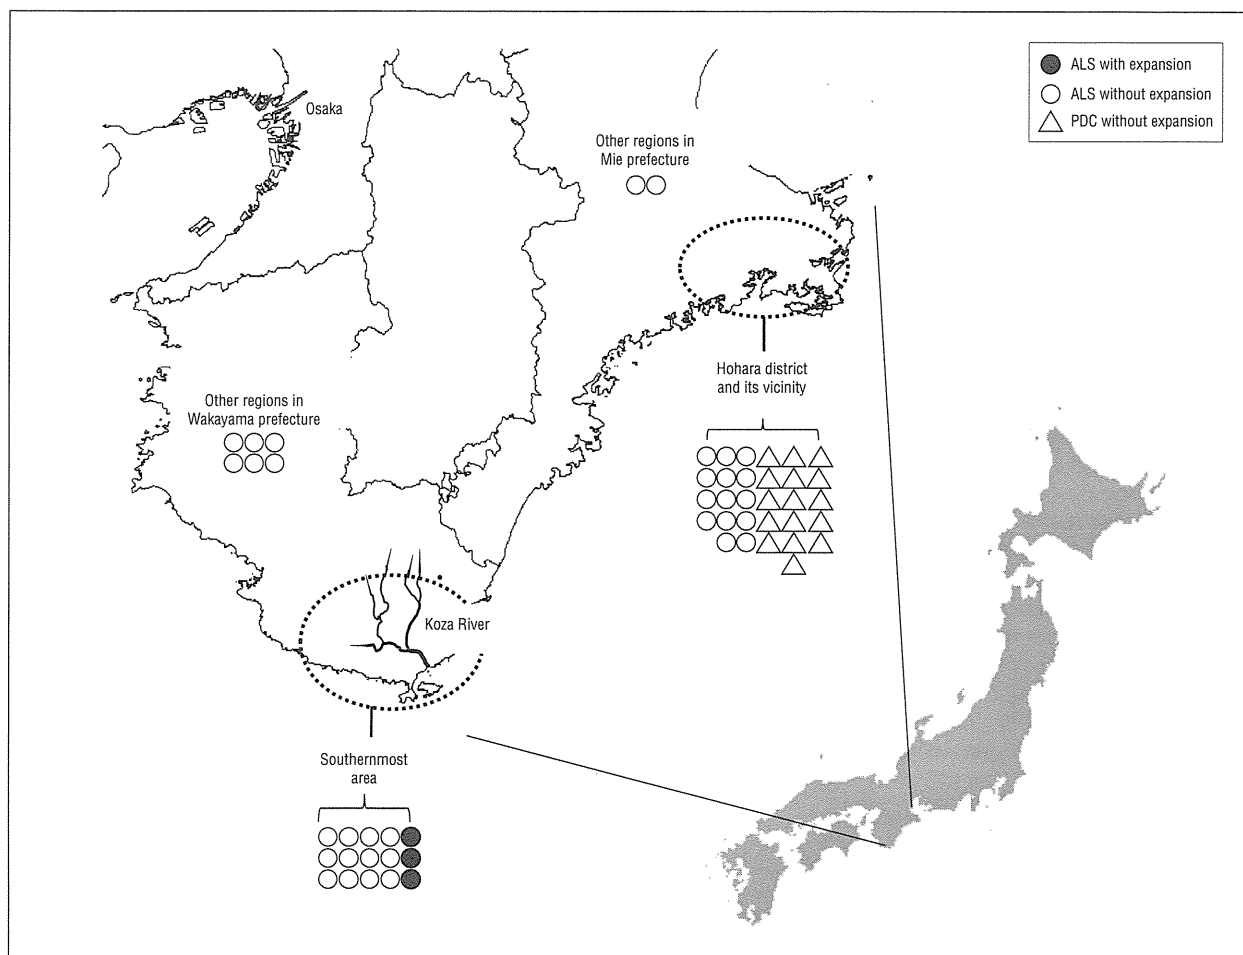 ALS with expansion
ALS without expansion
PDC without expansion
Osaka
Other regions in
Mie prefecture
Hohara district
and its vicinity
Other regions in
Wakayama prefecture
Koza River
Southernmost
area